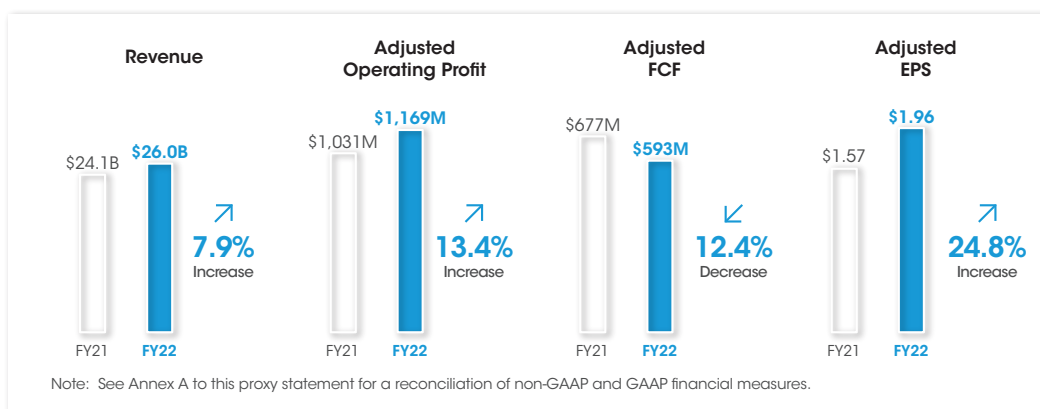 Revenue
$24.1B
$26.0B
7.9%
Increase
FY21
FY22
Adjusted
Operating Profit
$1,031M
$1,169M
13.4%
Increase
FY21
FY22
Adjusted
FCF
$677M
$593M
12.4%
Decrease
FY21
FY22
Adjusted
EPS
$1.57
$1.96
24.8%
Increase
FY21
FY22
Note: See Annex A to this proxy statement for a reconciliation of non-GAAP and GAAP financial measures.